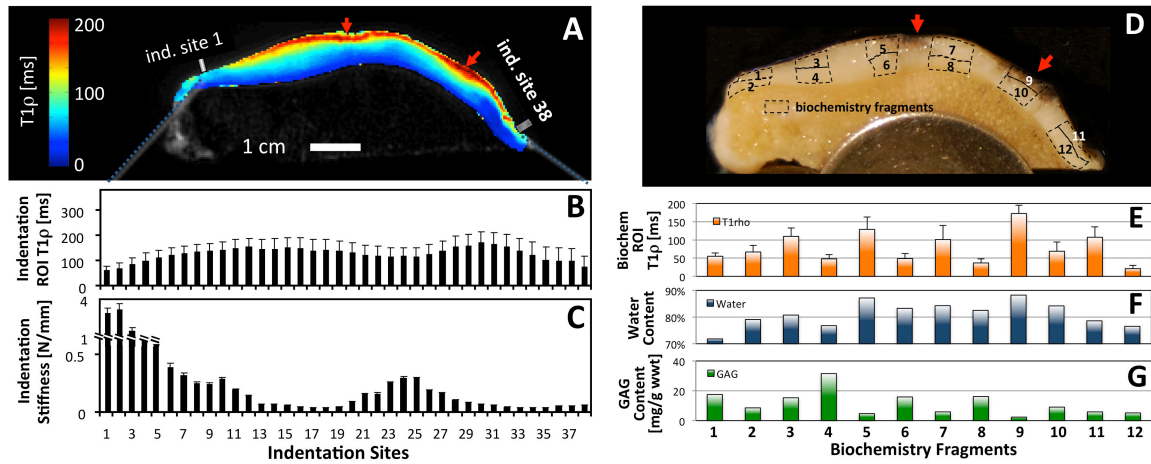 A
200
100
0
T1ρ [ms]
ind. site 1
ind. site 38
1 cm
B
Indentation
ROI T1ρ [ms]
300
200
100
0
C
Indentation
Stiffness [N/mm]
4
1
0.5
0
1 3 5 7 9 11 13 15 17 19 21 23 25 27 29 31 33 35 37
Indentation Sites
D
1
2
3
4
5
6
7
8
9
10
11
12
biochemistry fragments
E
Biochem
ROI
T1ρ [ms]
200
150
100
50
0
T1rho
F
Water
Content
90%
80%
70%
Water
G
GAG
Content
[mg/g wwt]
40
20
0
GAG
1 2 3 4 5 6 7 8 9 10 11 12
Biochemistry Fragments